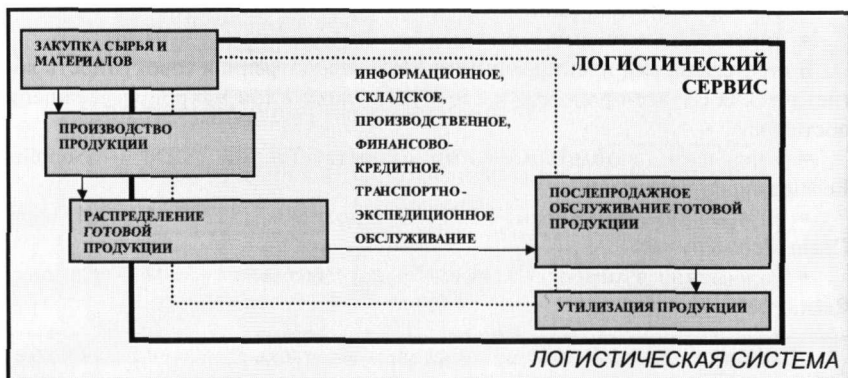 ЗАКУПКА СЫРЬЯ И
МАТЕРИАЛОВ
ПРОИЗВОДСТВО
ПРОДУКЦИИ
РАСПРЕДЕЛЕНИЕ
ГОТОВОЙ
ПРОДУКЦИИ
ИНФОРМАЦИОННОЕ,
СКЛАДСКОЕ,
ПРОИЗВОДСТВЕННОЕ,
ФИНАНСОВО-
КРЕДИТНОЕ,
ТРАНСПОРТНО-
ЭКСПЕДИЦИОННОЕ
ОБСЛУЖИВАНИЕ
ЛОГИСТИЧЕСКИЙ
СЕРВИС
ПОСЛЕПРОДАЖНОЕ
ОБСЛУЖИВАНИЕ ГОТОВОЙ
ПРОДУКЦИИ
УТИЛИЗАЦИЯ ПРОДУКЦИИ
ЛОГИСТИЧЕСКАЯ СИСТЕМА